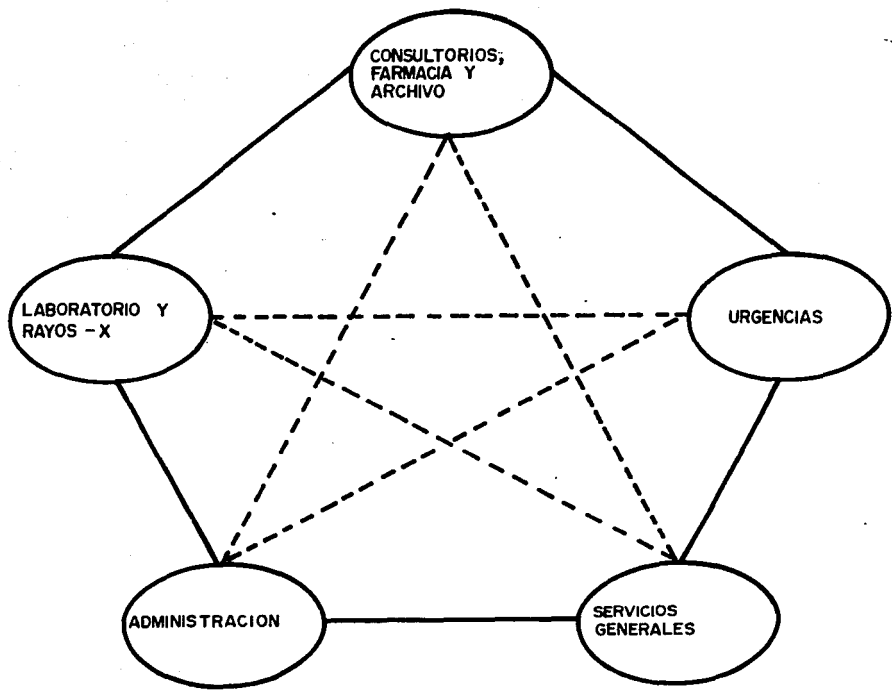 CONSULTORIOS,
FARMACIA Y
ARCHIVO
LABORATORIO Y
RAYOS - X
URGENCIAS
ADMINISTRACION
SERVICIOS
GENERALES